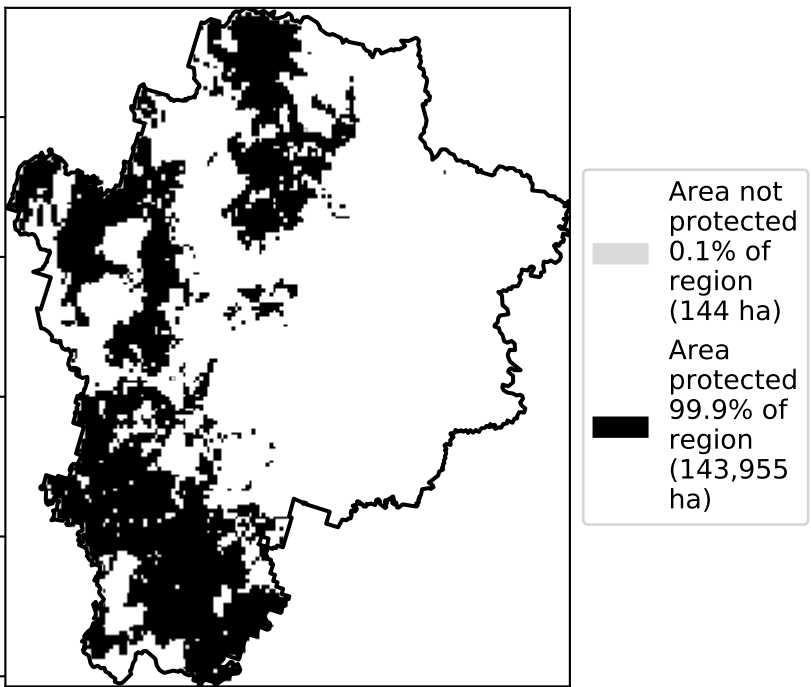 Area not
protected
0.1% of
region
(144 ha)
Area
protected
99.9% of
region
(143,955
ha)